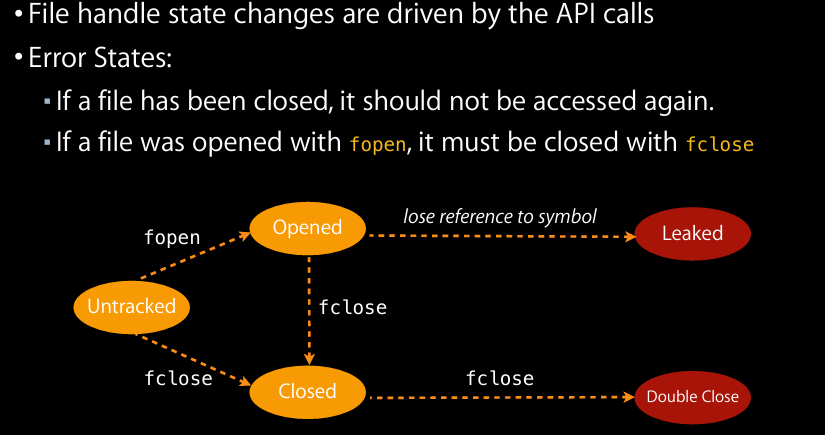 • File handle state changes are driven by the API calls
• Error States:
▪ If a file has been closed, it should not be accessed again.
▪ If a file was opened with fopen, it must be closed with fclose
lose reference to symbol
Opened
Leaked
fopen
Untracked
fclose
fclose
Closed
fclose
Double Close